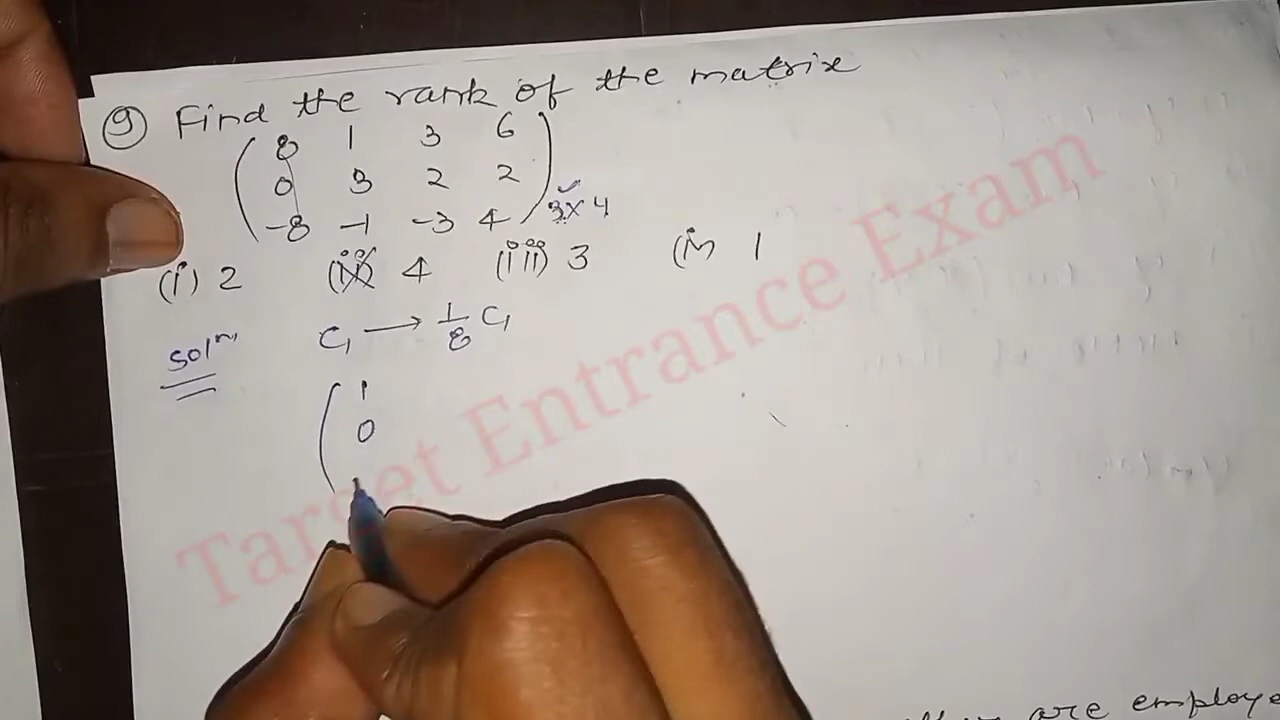 9 Find the rank of the matrix
8 1 3 6
0 3 2 2
-8 -1 -3 4 3x4
(i) 2 4 (iii) 3 (iv) 1
Soln C1 → 1/8 C1
1
0
are employe
Target Entrance Exam